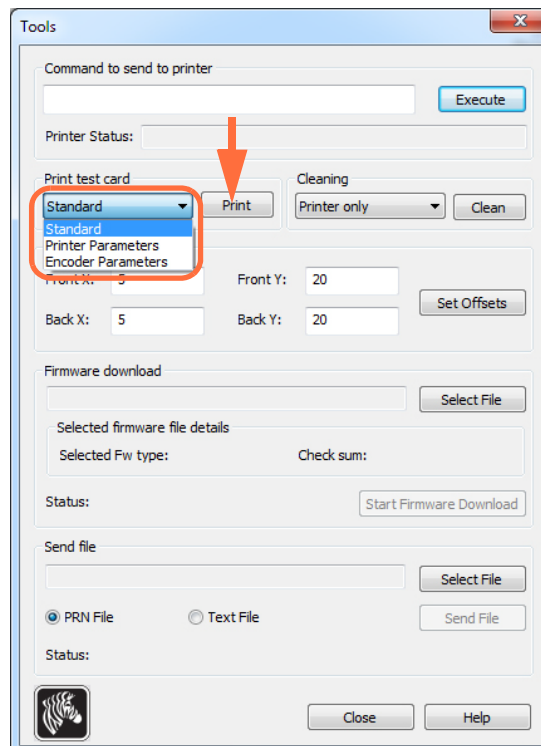 Tools
Command to send to printer
Execute
Printer Status:
Print test card
Cleaning
Standard
Print
Printer only
Clean
Standard
Printer Parameters
Encoder Parameters
Front X: 5 Front Y: 20
Set Offsets
Back X: 5 Back Y: 20
Firmware download
Select File
Selected firmware file details
Selected Fw type: Check sum:
Status:
Start Firmware Download
Send file
Select File
PRN File Text File
Send File
Status:
Close Help